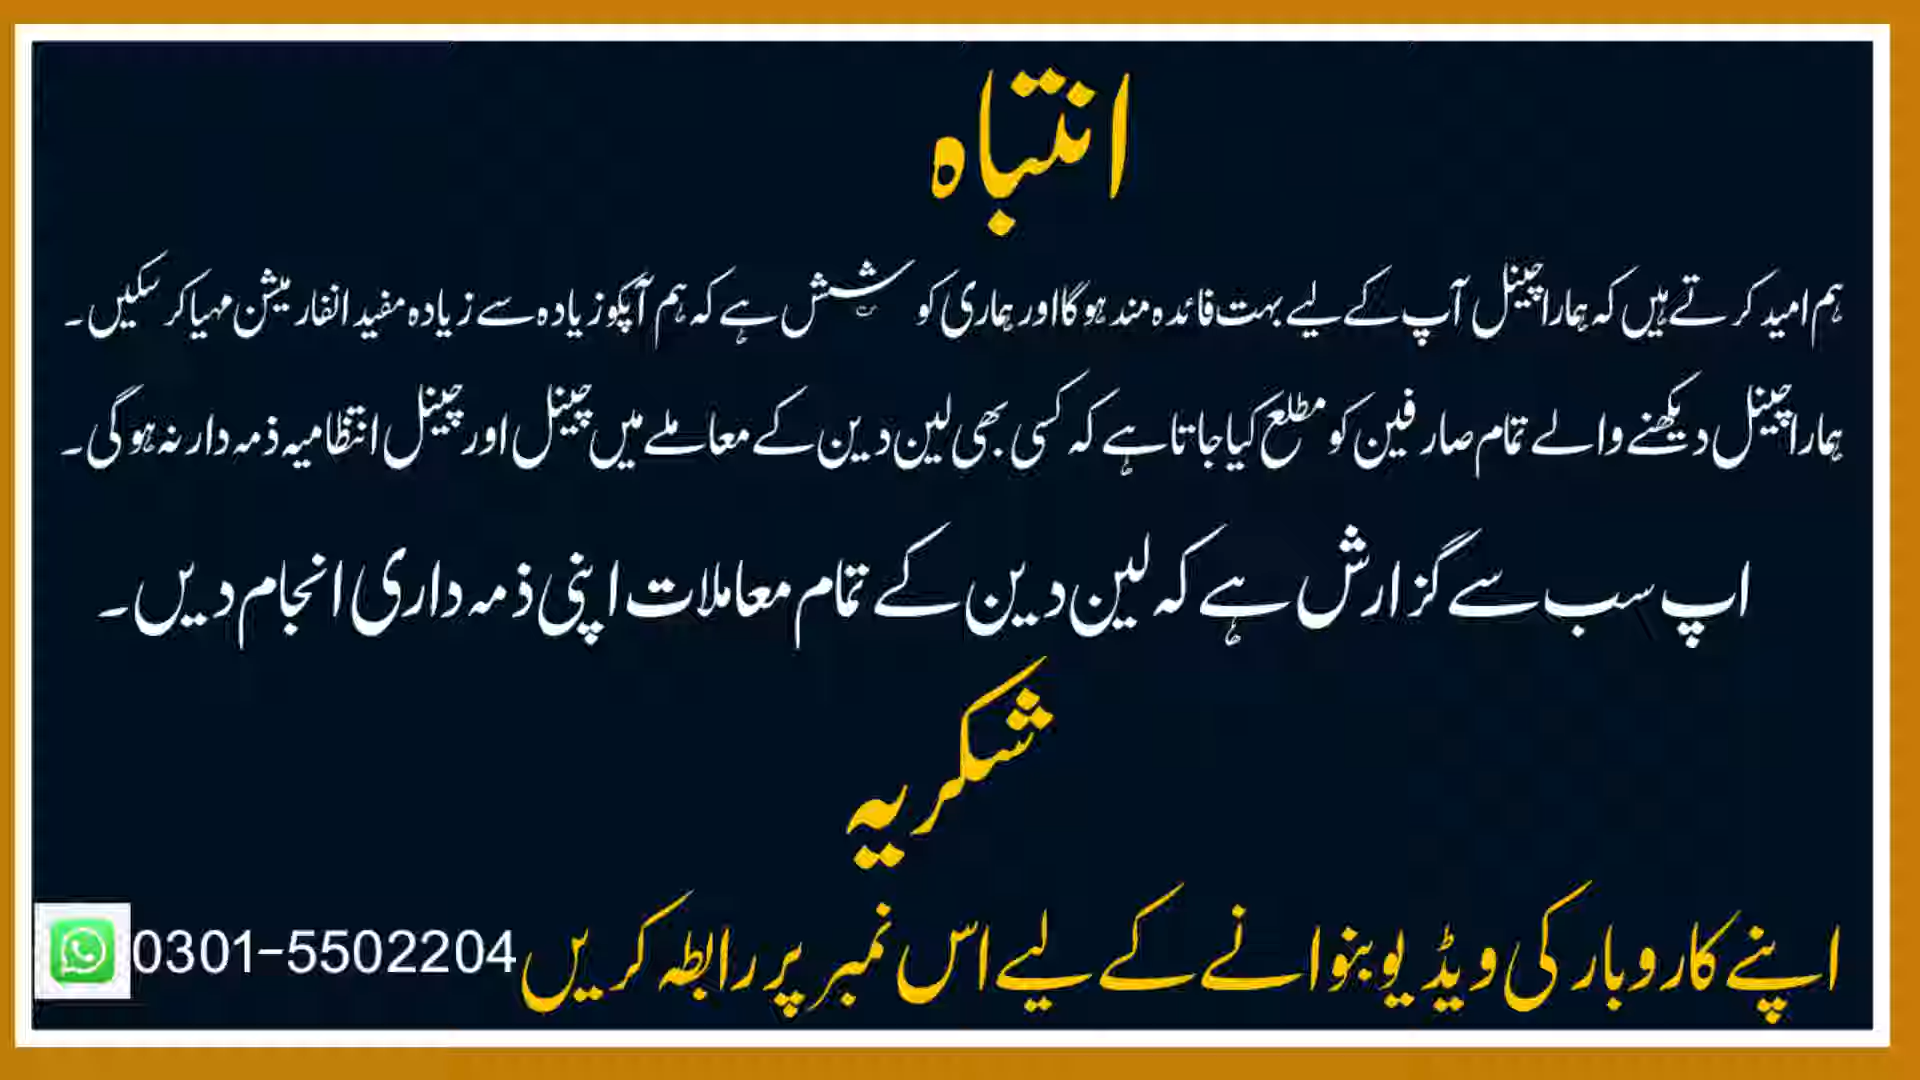 انتباہ
ہم امید کرتے ہیں کہ ہمارا چینل آپ کے لیے بہت فائدہ مند ہو گا اور ہماری کوشش ہے کہ ہم آپکو زیادہ سے زیادہ مفید انفارمیشن مہیا کر سکیں۔
ہمارا چینل دیکھنے والے تمام صارفین کو مطلع کیا جاتا ہے کہ کسی بھی لین دین کے معاملے میں چینل اور چینل انتظامیہ ذمہ دار نہ ہو گی۔
اپ سب سے گزارش ہے کہ لین دین کے تمام معاملات اپنی ذمہ داری انجام دیں۔
شکریہ
اپنے کاروبار کی ویڈیو بنوانے کے لیے اس نمبر پر رابطہ کریں 0301-5502204